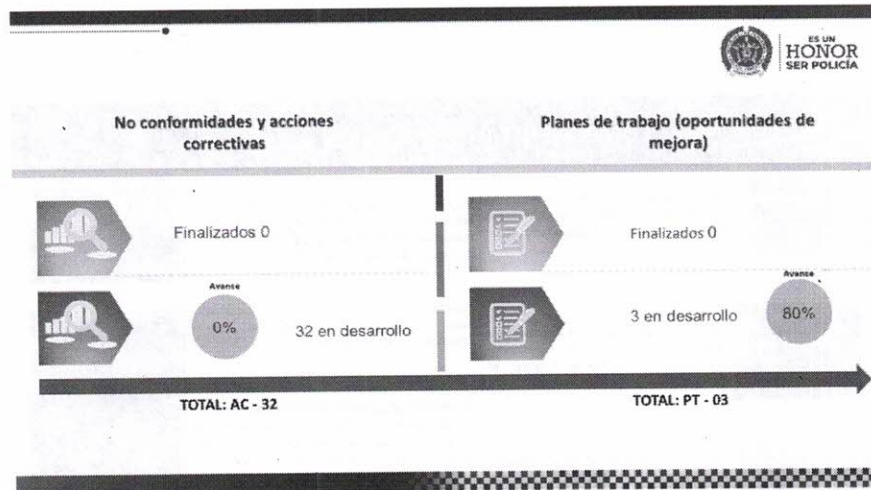 ES UN
HONOR
SER POLICÍA
No conformidades y acciones
correctivas
Planes de trabajo (oportunidades de
mejora)
Finalizados 0
Finalizados 0
Avance
0%
32 en desarrollo
3 en desarrollo
Avance
80%
TOTAL: AC - 32
TOTAL: PT - 03